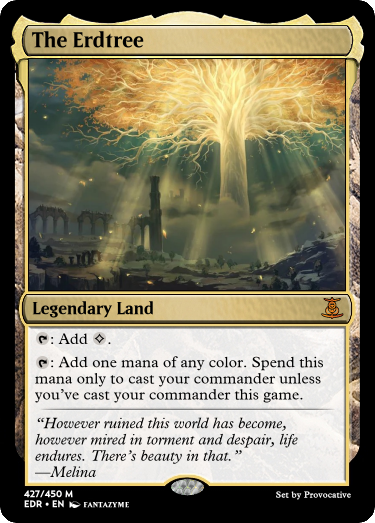 The Erdtree
Legendary Land
: Add .
: Add one mana of any color. Spend this
mana only to cast your commander unless
you’ve cast your commander this game.
“However ruined this world has become,
however mired in torment and despair, life
endures. There’s beauty in that.”
—Melina
427/450 M
EDR • EN FANTAZYME
Set by Provocative